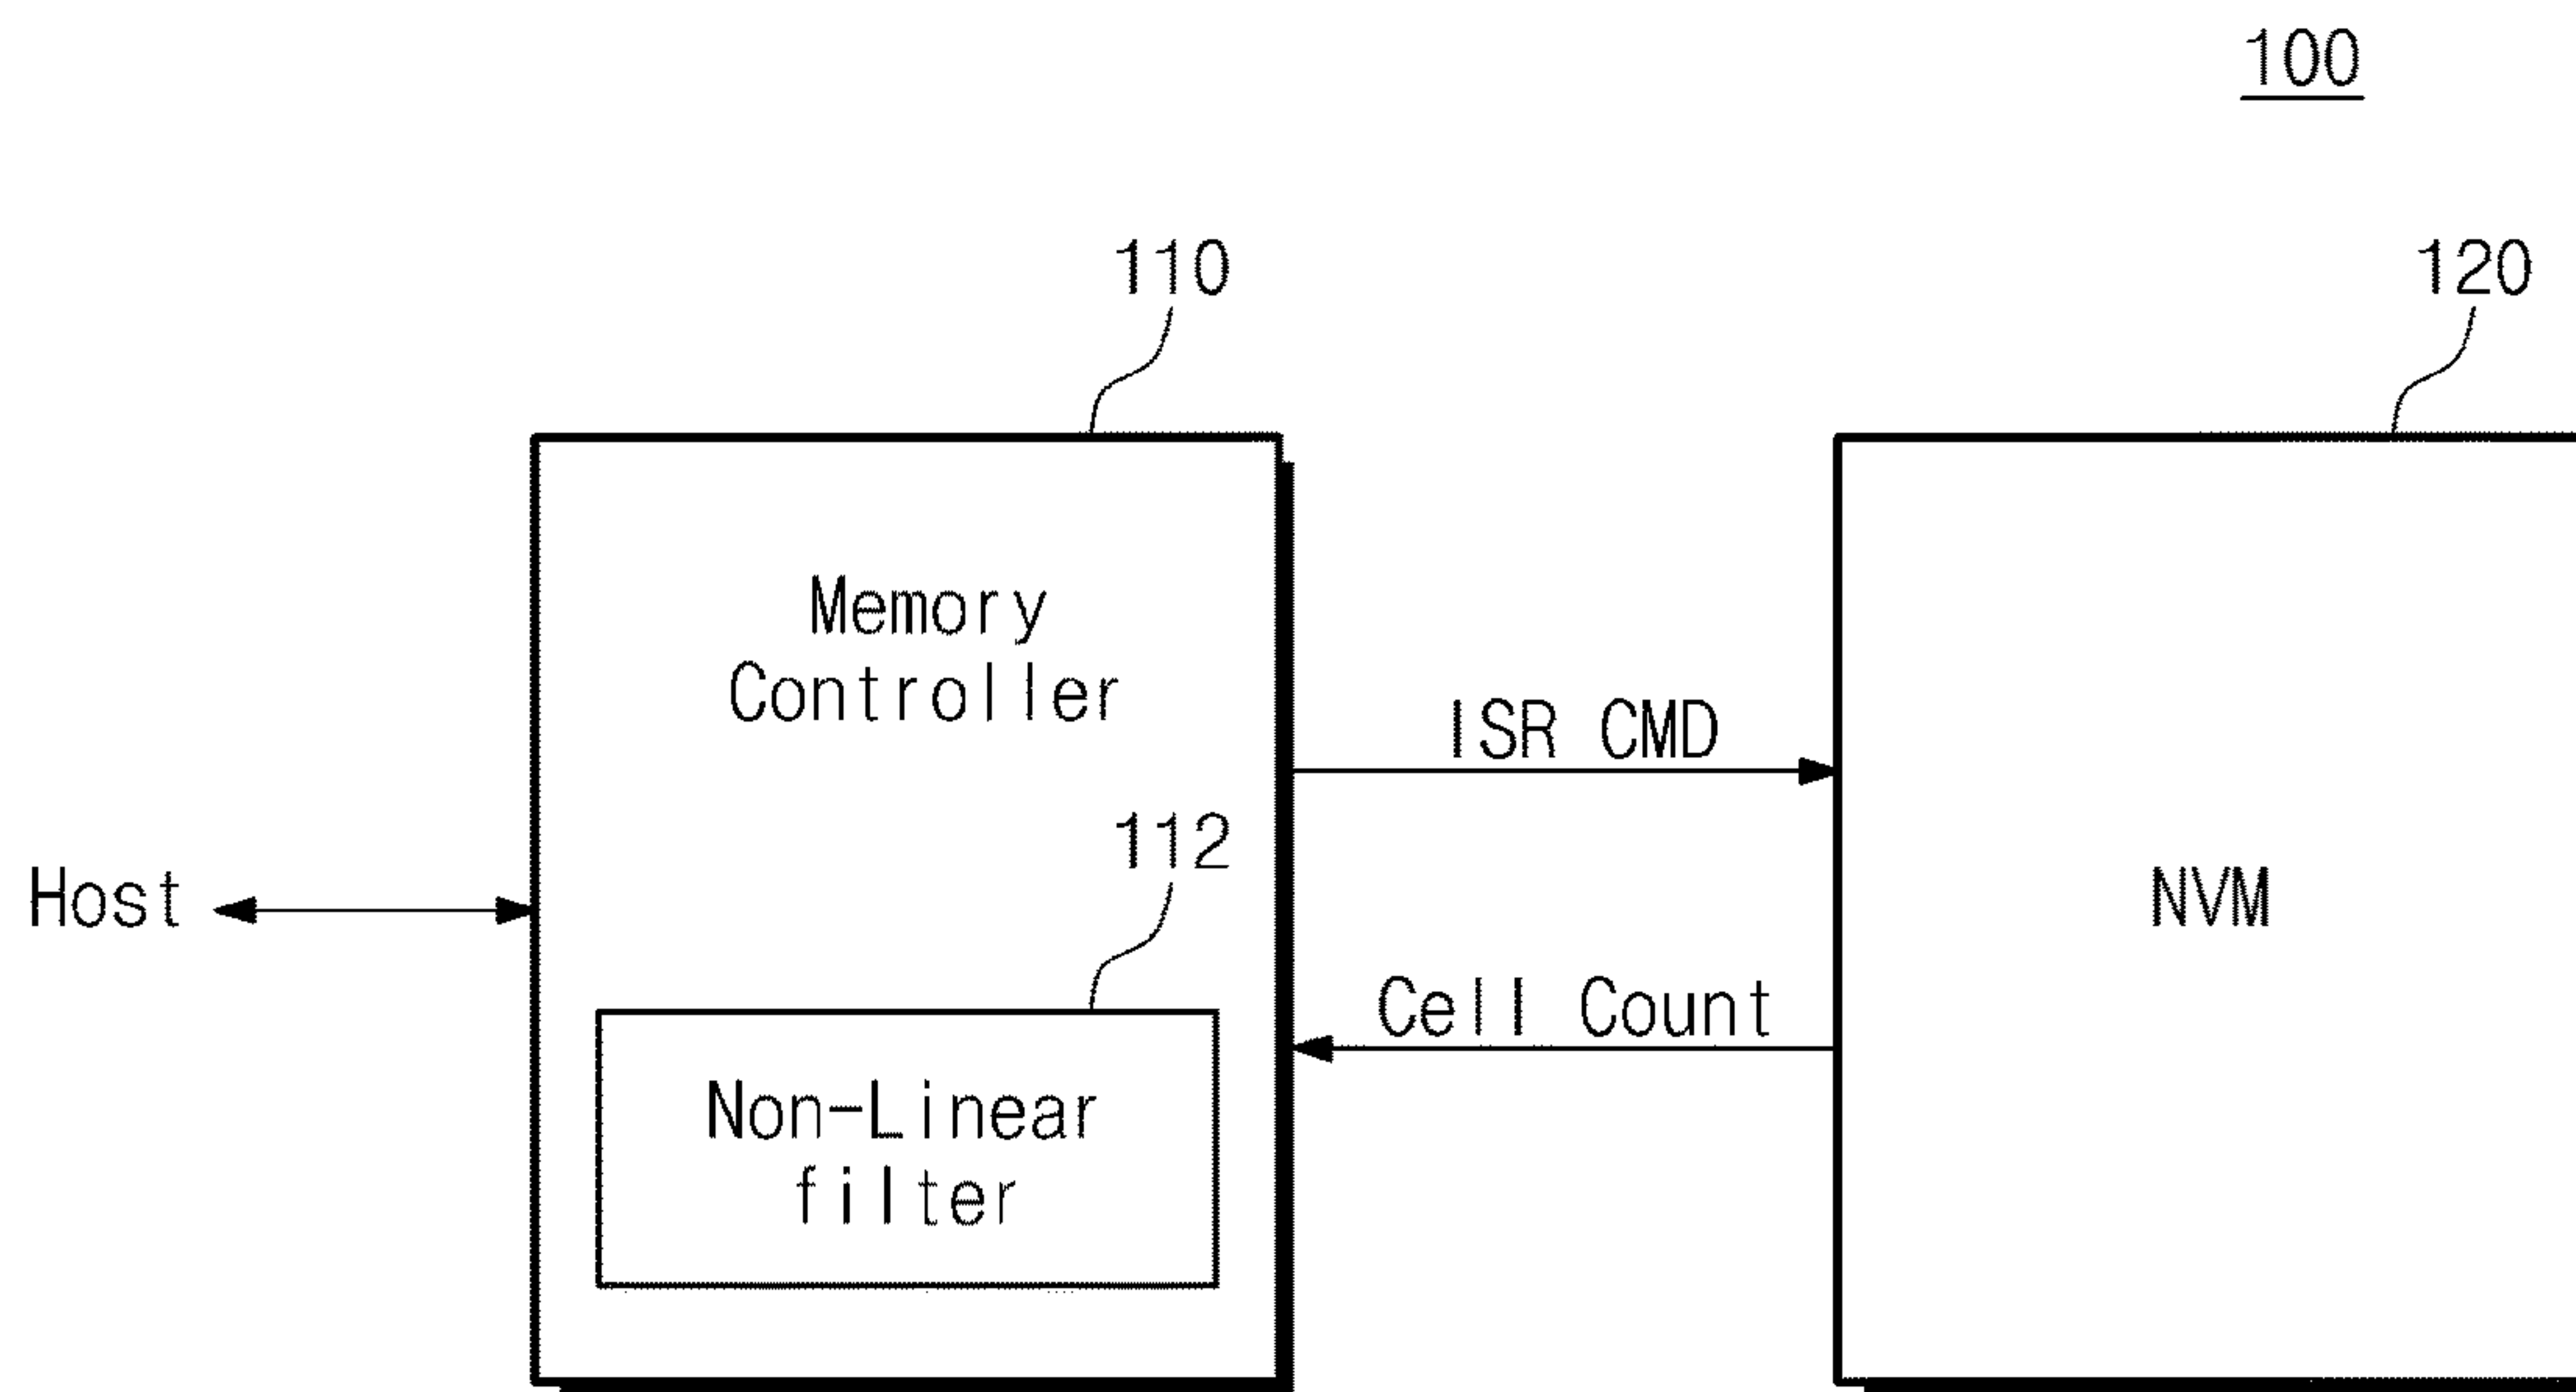 100
110
120
Memory
Controller
ISR CMD
112
Host
NVM
Cell Count
Non-Linear
filter